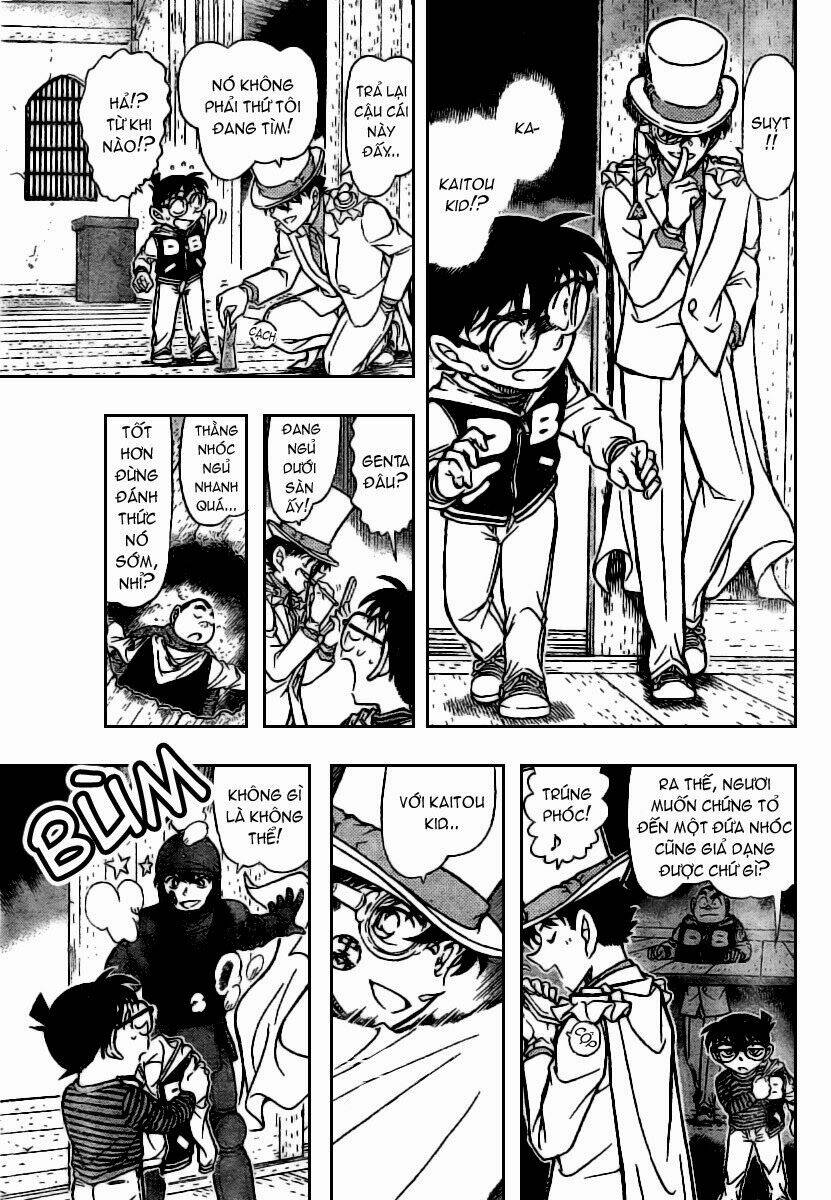 SUỴT
!!
KA-
KAITOU
KID!?
TRẢ LẠI
CẬU CÁI
NÀY
ĐẤY...
NÓ KHÔNG
PHẢI THỨ TÔI
ĐANG TÌM!
HẢ!?
TỪ KHI
NÀO!?
CẠCH
GENTA
ĐÂU?
ĐANG
NGỦ
DƯỚI
SÀN
ẤY!
THẰNG
NHÓC
NGỦ
NHANH
QUÁ...
TỐT
HƠN
ĐỪNG
ĐÁNH
THỨC
NÓ
SỚM,
NHỈ?
RA THẾ, NGƯƠI
MUỐN CHỨNG TỎ
ĐẾN MỘT ĐỨA NHÓC
CŨNG GIẢ DẠNG
ĐƯỢC CHỨ GÌ?
TRÚNG
PHÓC!
♪
CỘP
VỚI KAITOU
KID..
KHÔNG GÌ
LÀ KHÔNG
THỂ!
BÙM